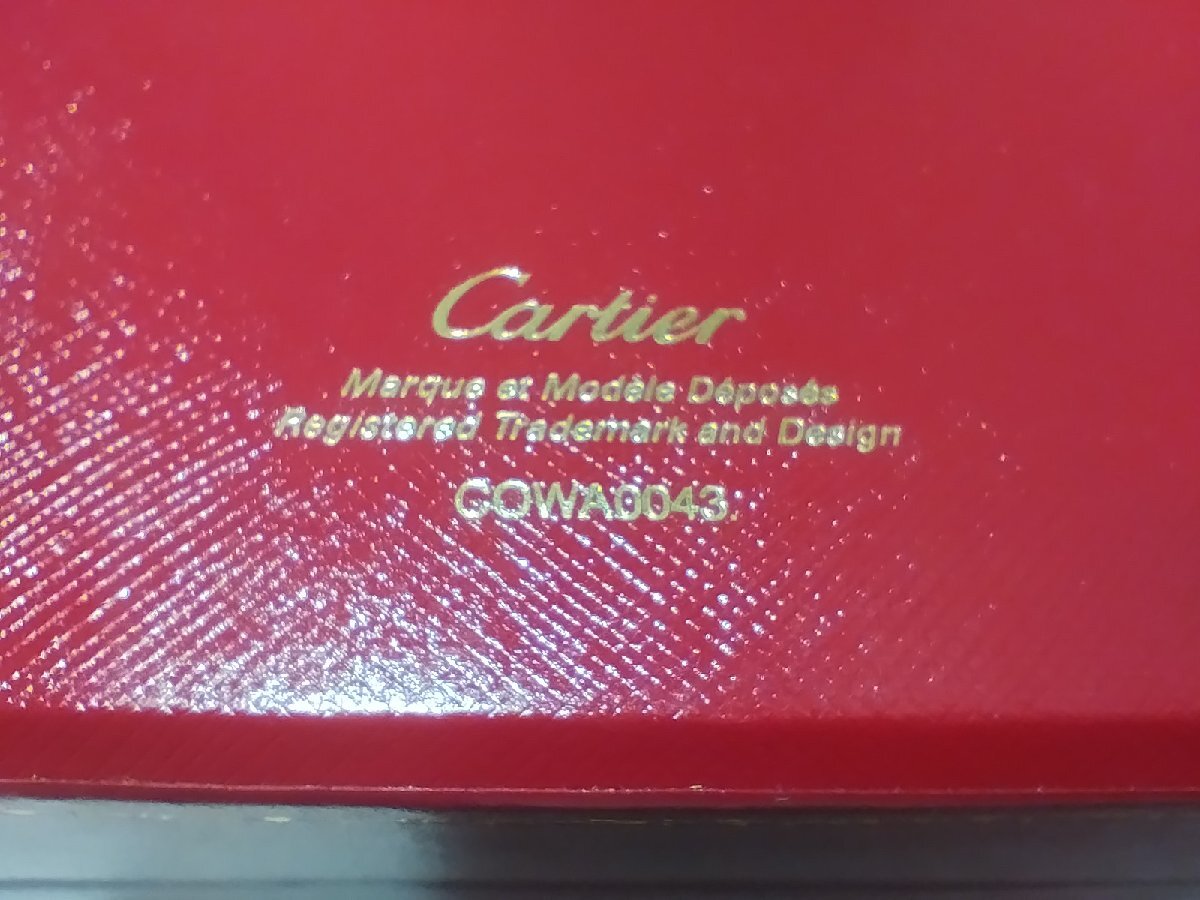 Cartier
Marque et Modèle Déposés
Registered Trademark and Design
COWA0043